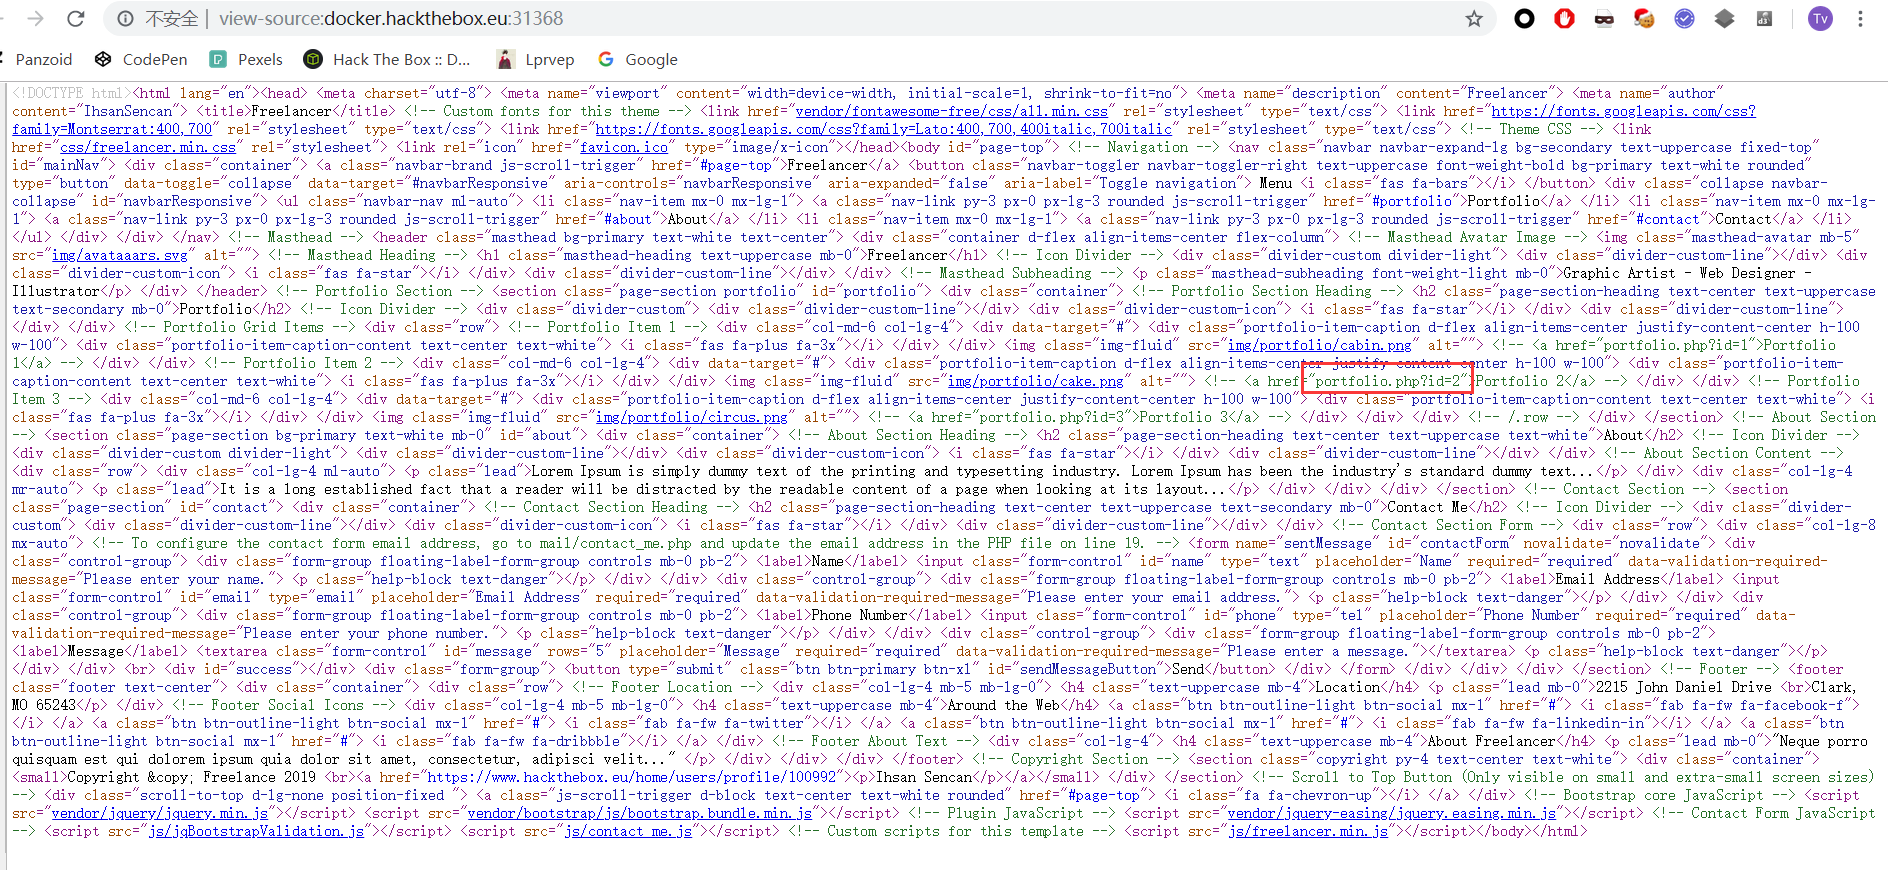 不安全 | view-source:docker.hackthebox.eu:31368
Tv
Panzoid CodePen Pexels Hack The Box :: D... Lprvep Google
<!DOCTYPE html><html lang="en"><head> <meta charset="utf-8"> <meta name="viewport" content="width=device-width, initial-scale=1, shrink-to-fit=no"> <meta name="description" content="Freelancer"> <meta name="author"
content="IhsanSencan"> <title>Freelancer</title> <!-- Custom fonts for this theme --> <link href="vendor/fontawesome-free/css/all.min.css" rel="stylesheet" type="text/css"> <link href="https://fonts.googleapis.com/css?
family=Montserrat:400,700" rel="stylesheet" type="text/css"> <link href="https://fonts.googleapis.com/css?family=Lato:400,700,400italic,700italic" rel="stylesheet" type="text/css"> <!-- Theme CSS --> <link
href="css/freelancer.min.css" rel="stylesheet"> <link rel="icon" href="favicon.ico" type="image/x-icon"></head><body id="page-top"> <!-- Navigation --> <nav class="navbar navbar-expand-lg bg-secondary text-uppercase fixed-top"
id="mainNav"> <div class="container"> <a class="navbar-brand js-scroll-trigger" href="#page-top">Freelancer</a> <button class="navbar-toggler navbar-toggler-right text-uppercase font-weight-bold bg-primary text-white rounded"
type="button" data-toggle="collapse" data-target="#navbarResponsive" aria-controls="navbarResponsive" aria-expanded="false" aria-label="Toggle navigation"> Menu <i class="fas fa-bars"></i> </button> <div class="collapse navbar-
collapse" id="navbarResponsive"> <ul class="navbar-nav ml-auto"> <li class="nav-item mx-0 mx-lg-1"> <a class="nav-link py-3 px-0 px-lg-3 rounded js-scroll-trigger" href="#portfolio">Portfolio</a> </li> <li class="nav-item mx-0 mx-lg-
1"> <a class="nav-link py-3 px-0 px-lg-3 rounded js-scroll-trigger" href="#about">About</a> </li> <li class="nav-item mx-0 mx-lg-1"> <a class="nav-link py-3 px-0 px-lg-3 rounded js-scroll-trigger" href="#contact">Contact</a> </li>
</ul> </div> </div> </nav> <!-- Masthead --> <header class="masthead bg-primary text-white text-center"> <div class="container d-flex align-items-center flex-column"> <!-- Masthead Avatar Image --> <img class="masthead-avatar mb-5"
src="img/avataaars.svg" alt=""> <!-- Masthead Heading --> <h1 class="masthead-heading text-uppercase mb-0">Freelancer</h1> <!-- Icon Divider --> <div class="divider-custom divider-light"> <div class="divider-custom-line"></div> <div
class="divider-custom-icon"> <i class="fas fa-star"></i> </div> <div class="divider-custom-line"></div> </div> <!-- Masthead Subheading --> <p class="masthead-subheading font-weight-light mb-0">Graphic Artist - Web Designer -
Illustrator</p> </div> </header> <!-- Portfolio Section --> <section class="page-section portfolio" id="portfolio"> <div class="container"> <!-- Portfolio Section Heading --> <h2 class="page-section-heading text-center text-uppercase
text-secondary mb-0">Portfolio</h2> <!-- Icon Divider --> <div class="divider-custom"> <div class="divider-custom-line"></div> <div class="divider-custom-icon"> <i class="fas fa-star"></i> </div> <div class="divider-custom-line">
</div> </div> <!-- Portfolio Grid Items --> <div class="row"> <!-- Portfolio Item 1 --> <div class="col-md-6 col-lg-4"> <div data-target="#"> <div class="portfolio-item-caption d-flex align-items-center justify-content-center h-100
w-100"> <div class="portfolio-item-caption-content text-center text-white"> <i class="fas fa-plus fa-3x"></i> </div> </div> <img class="img-fluid" src="img/portfolio/cabin.png" alt=""> <!-- <a href="portfolio.php?id=1">Portfolio
1</a> --> </div> </div> <!-- Portfolio Item 2 --> <div class="col-md-6 col-lg-4"> <div data-target="#"> <div class="portfolio-item-caption d-flex align-items-center justify-content-center h-100 w-100"> <div class="portfolio-item-
caption-content text-center text-white"> <i class="fas fa-plus fa-3x"></i> </div> </div> <img class="img-fluid" src="img/portfolio/cake.png" alt=""> <!-- <a href="portfolio.php?id=2">Portfolio 2</a> --> </div> </div> <!-- Portfolio
Item 3 --> <div class="col-md-6 col-lg-4"> <div data-target="#"> <div class="portfolio-item-caption d-flex align-items-center justify-content-center h-100 w-100"> <div class="portfolio-item-caption-content text-center text-white"> <i
class="fas fa-plus fa-3x"></i> </div> </div> <img class="img-fluid" src="img/portfolio/circus.png" alt=""> <!-- <a href="portfolio.php?id=3">Portfolio 3</a> --> </div> </div> </div> <!-- /.row --> </div> </section> <!-- About Section
--> <section class="page-section bg-primary text-white mb-0" id="about"> <div class="container"> <!-- About Section Heading --> <h2 class="page-section-heading text-center text-uppercase text-white">About</h2> <!-- Icon Divider -->
<div class="divider-custom divider-light"> <div class="divider-custom-line"></div> <div class="divider-custom-icon"> <i class="fas fa-star"></i> </div> <div class="divider-custom-line"></div> </div> <!-- About Section Content -->
<div class="row"> <div class="col-lg-4 ml-auto"> <p class="lead">Lorem Ipsum is simply dummy text of the printing and typesetting industry. Lorem Ipsum has been the industry's standard dummy text...</p> </div> <div class="col-lg-4
mr-auto"> <p class="lead">It is a long established fact that a reader will be distracted by the readable content of a page when looking at its layout...</p> </div> </div> </div> </section> <!-- Contact Section --> <section
class="page-section" id="contact"> <div class="container"> <!-- Contact Section Heading --> <h2 class="page-section-heading text-center text-uppercase text-secondary mb-0">Contact Me</h2> <!-- Icon Divider --> <div class="divider-
custom"> <div class="divider-custom-line"></div> <div class="divider-custom-icon"> <i class="fas fa-star"></i> </div> <div class="divider-custom-line"></div> </div> <!-- Contact Section Form --> <div class="row"> <div class="col-lg-8
mx-auto"> <!-- To configure the contact form email address, go to mail/contact_me.php and update the email address in the PHP file on line 19. --> <form name="sentMessage" id="contactForm" novalidate="novalidate"> <div
class="control-group"> <div class="form-group floating-label-form-group controls mb-0 pb-2"> <label>Name</label> <input class="form-control" id="name" type="text" placeholder="Name" required="required" data-validation-required-
message="Please enter your name."> <p class="help-block text-danger"></p> </div> </div> <div class="control-group"> <div class="form-group floating-label-form-group controls mb-0 pb-2"> <label>Email Address</label> <input
class="form-control" id="email" type="email" placeholder="Email Address" required="required" data-validation-required-message="Please enter your email address."> <p class="help-block text-danger"></p> </div> </div> <div
class="control-group"> <div class="form-group floating-label-form-group controls mb-0 pb-2"> <label>Phone Number</label> <input class="form-control" id="phone" type="tel" placeholder="Phone Number" required="required" data-
validation-required-message="Please enter your phone number."> <p class="help-block text-danger"></p> </div> </div> <div class="control-group"> <div class="form-group floating-label-form-group controls mb-0 pb-2">
<label>Message</label> <textarea class="form-control" id="message" rows="5" placeholder="Message" required="required" data-validation-required-message="Please enter a message."></textarea> <p class="help-block text-danger"></p>
</div> </div> <br> <div id="success"></div> <div class="form-group"> <button type="submit" class="btn btn-primary btn-xl" id="sendMessageButton">Send</button> </div> </form> </div> </div> </div> </section> <!-- Footer --> <footer
class="footer text-center"> <div class="container"> <div class="row"> <!-- Footer Location --> <div class="col-lg-4 mb-5 mb-lg-0"> <h4 class="text-uppercase mb-4">Location</h4> <p class="lead mb-0">2215 John Daniel Drive <br>Clark,
MO 65243</p> </div> <!-- Footer Social Icons --> <div class="col-lg-4 mb-5 mb-lg-0"> <h4 class="text-uppercase mb-4">Around the Web</h4> <a class="btn btn-outline-light btn-social mx-1" href="#"> <i class="fab fa-fw fa-facebook-f">
</i> </a> <a class="btn btn-outline-light btn-social mx-1" href="#"> <i class="fab fa-fw fa-twitter"></i> </a> <a class="btn btn-outline-light btn-social mx-1" href="#"> <i class="fab fa-fw fa-linkedin-in"></i> </a> <a class="btn
btn-outline-light btn-social mx-1" href="#"> <i class="fab fa-fw fa-dribbble"></i> </a> </div> <!-- Footer About Text --> <div class="col-lg-4"> <h4 class="text-uppercase mb-4">About Freelancer</h4> <p class="lead mb-0">"Neque porro
quisquam est qui dolorem ipsum quia dolor sit amet, consectetur, adipisci velit..." </p> </div> </div> </div> </footer> <!-- Copyright Section --> <section class="copyright py-4 text-center text-white"> <div class="container">
<small>Copyright &copy; Freelance 2019 <br><a href="https://www.hackthebox.eu/home/users/profile/100992"><p>Ihsan Sencan</p></a></small> </div> </section> <!-- Scroll to Top Button (Only visible on small and extra-small screen sizes)
--> <div class="scroll-to-top d-lg-none position-fixed "> <a class="js-scroll-trigger d-block text-center text-white rounded" href="#page-top"> <i class="fa fa-chevron-up"></i> </a> </div> <!-- Bootstrap core JavaScript --> <script
src="vendor/jquery/jquery.min.js"></script> <script src="vendor/bootstrap/js/bootstrap.bundle.min.js"></script> <!-- Plugin JavaScript --> <script src="vendor/jquery-easing/jquery.easing.min.js"></script> <!-- Contact Form JavaScript
--> <script src="js/jqBootstrapValidation.js"></script> <script src="js/contact_me.js"></script> <!-- Custom scripts for this template --> <script src="js/freelancer.min.js"></script></body></html>